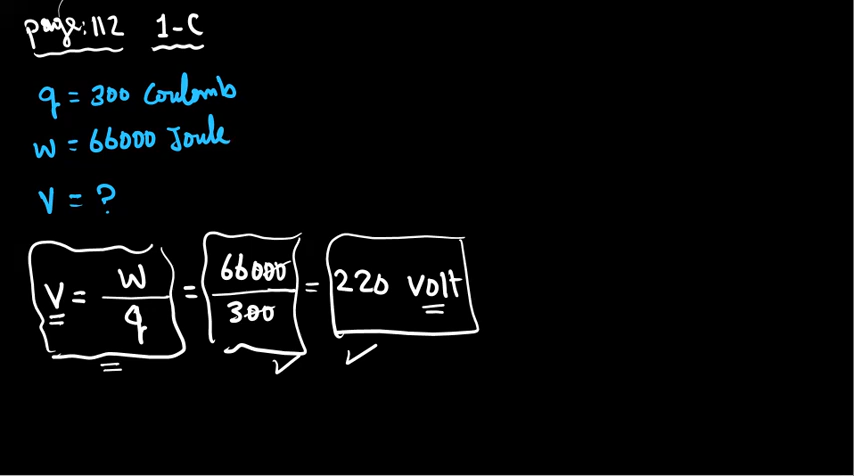 page: 112 1-C
q = 300 Coulomb
w = 66000 Joule
V = ?
V = w/q = 66000/300 = 220 volt